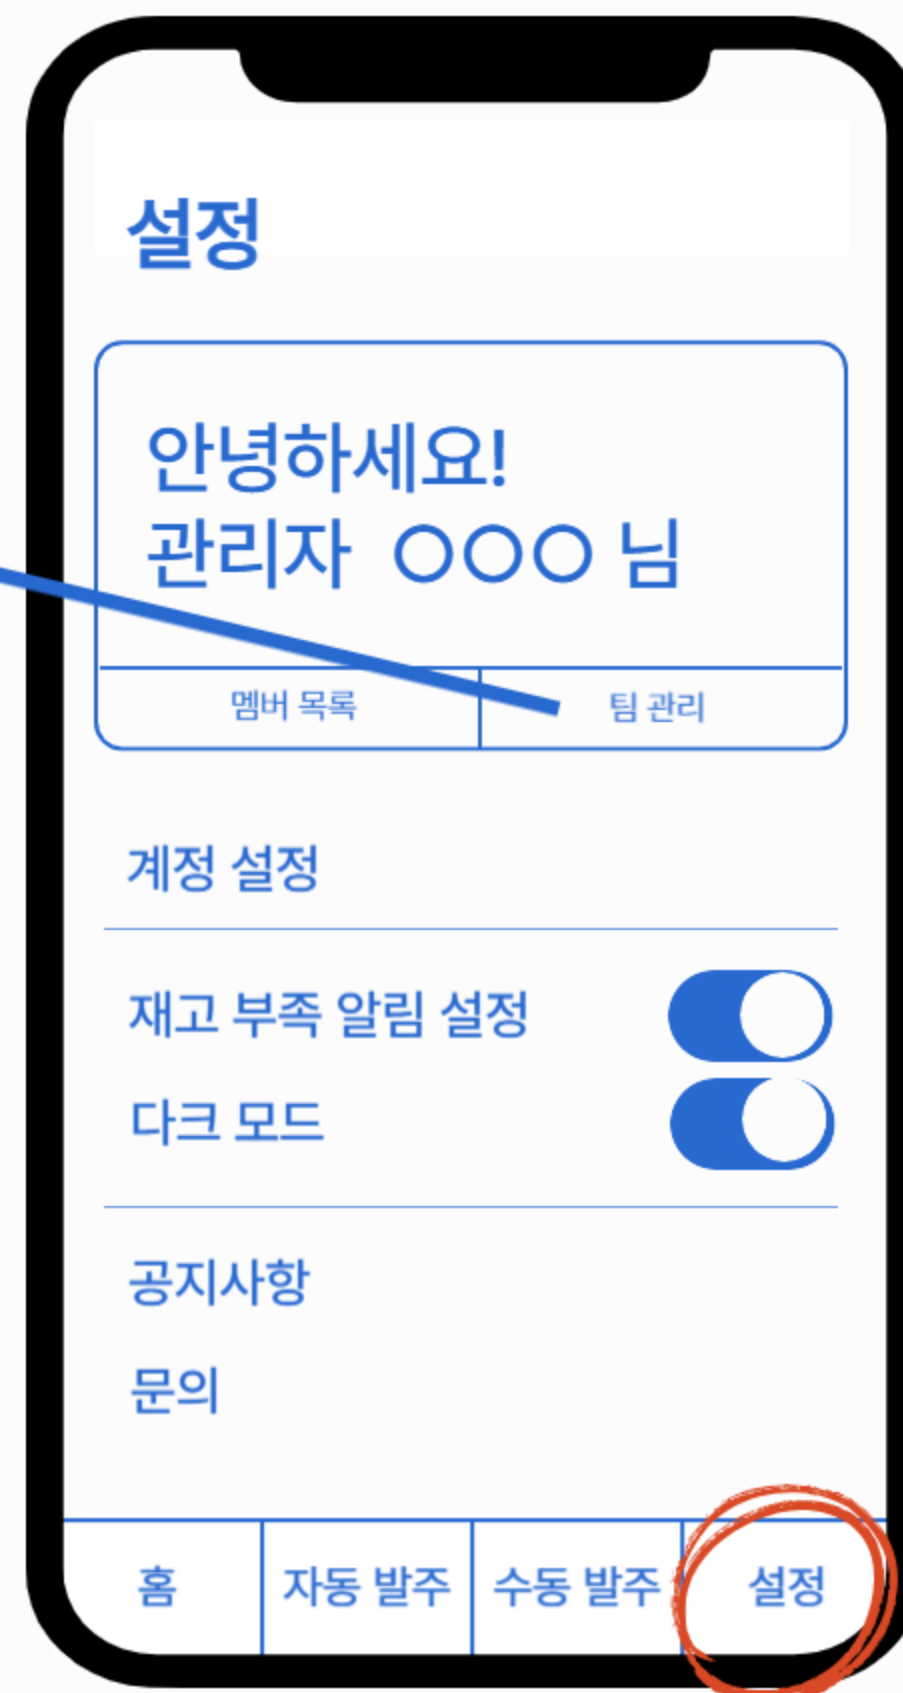 설정
안녕하세요!
관리자 ○○○ 님
멤버 목록 팀 관리
계정 설정
재고 부족 알림 설정
다크 모드
공지사항
문의
홈 자동 발주 수동 발주 설정